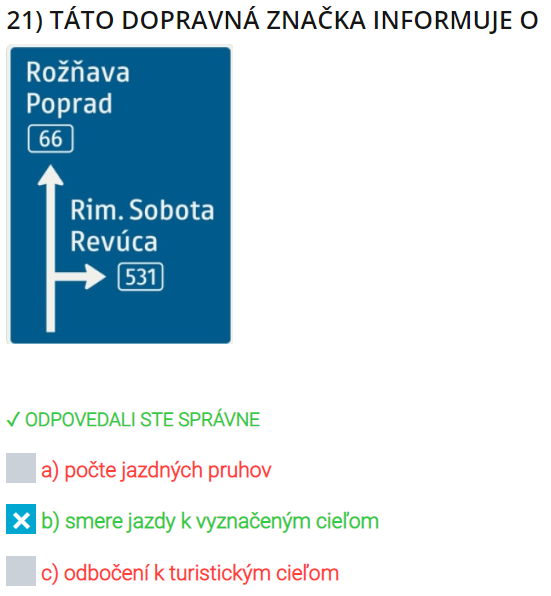 21) TÁTO DOPRAVNÁ ZNAČKA INFORMUJE O
Rožňava
Poprad
66
Rim. Sobota
Revúca
531
✓ ODPOVEDALI STE SPRÁVNE
a) počte jazdných pruhov
b) smere jazdy k vyznačeným cieľom
c) odbočení k turistickým cieľom